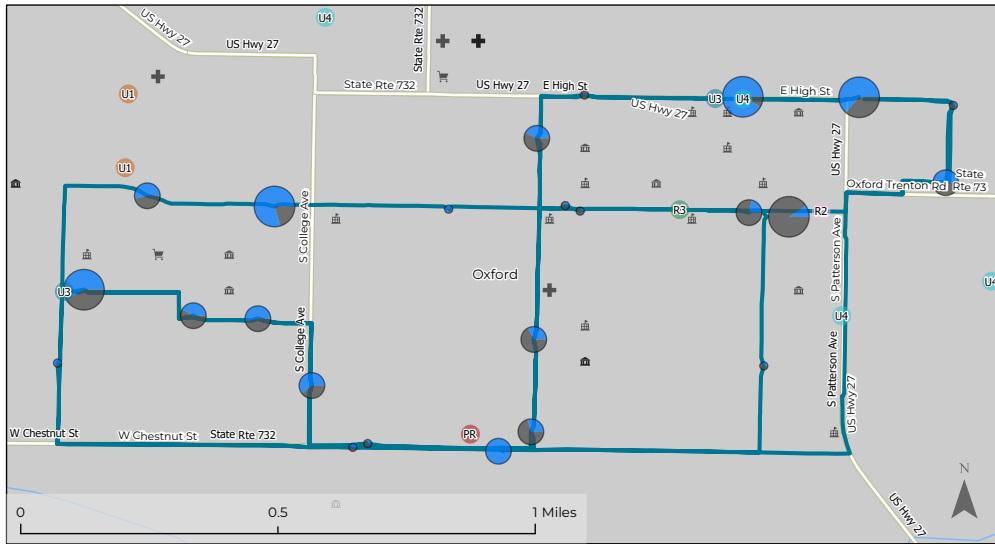 US Hwy 27
US Hwy 27
U4
State Rte 732
State Rte 732
US Hwy 27
E High St
U1
U3
U4
E High St
US Hwy 27
US Hwy 27
U1
State
Oxford Trenton Rd
Rte 73
S College Ave
R3
R2
S Patterson Ave
Oxford
U3
U4
U4
S College Ave
S Patterson Ave
US Hwy 27
W Chestnut St
W Chestnut St
State Rte 732
PR
US Hwy 27
N
0
0.5
1 Miles